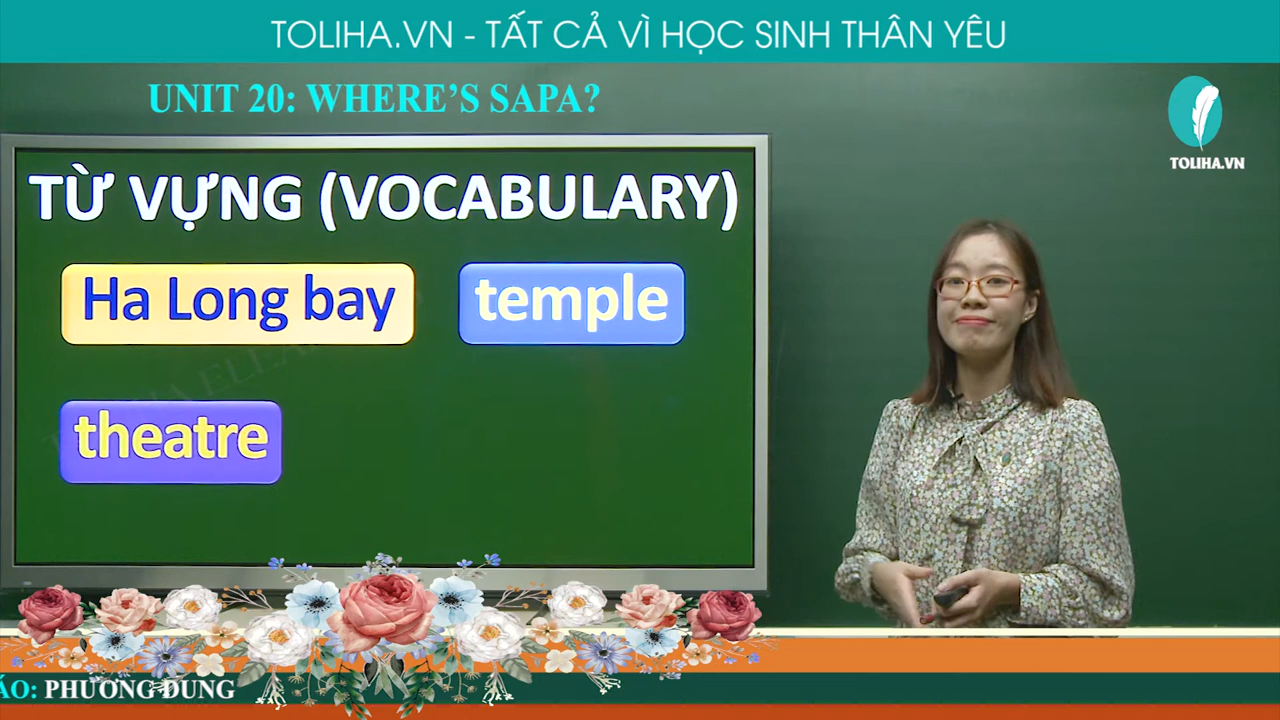 TOLIHA.VN - TẤT CẢ VÌ HỌC SINH THÂN YÊU
UNIT 20: WHERE'S SAPA?
TOLIHA.VN
TỪ VỰNG (VOCABULARY)
Ha Long bay temple
theatre
ÁO: PHƯƠNG DUNG